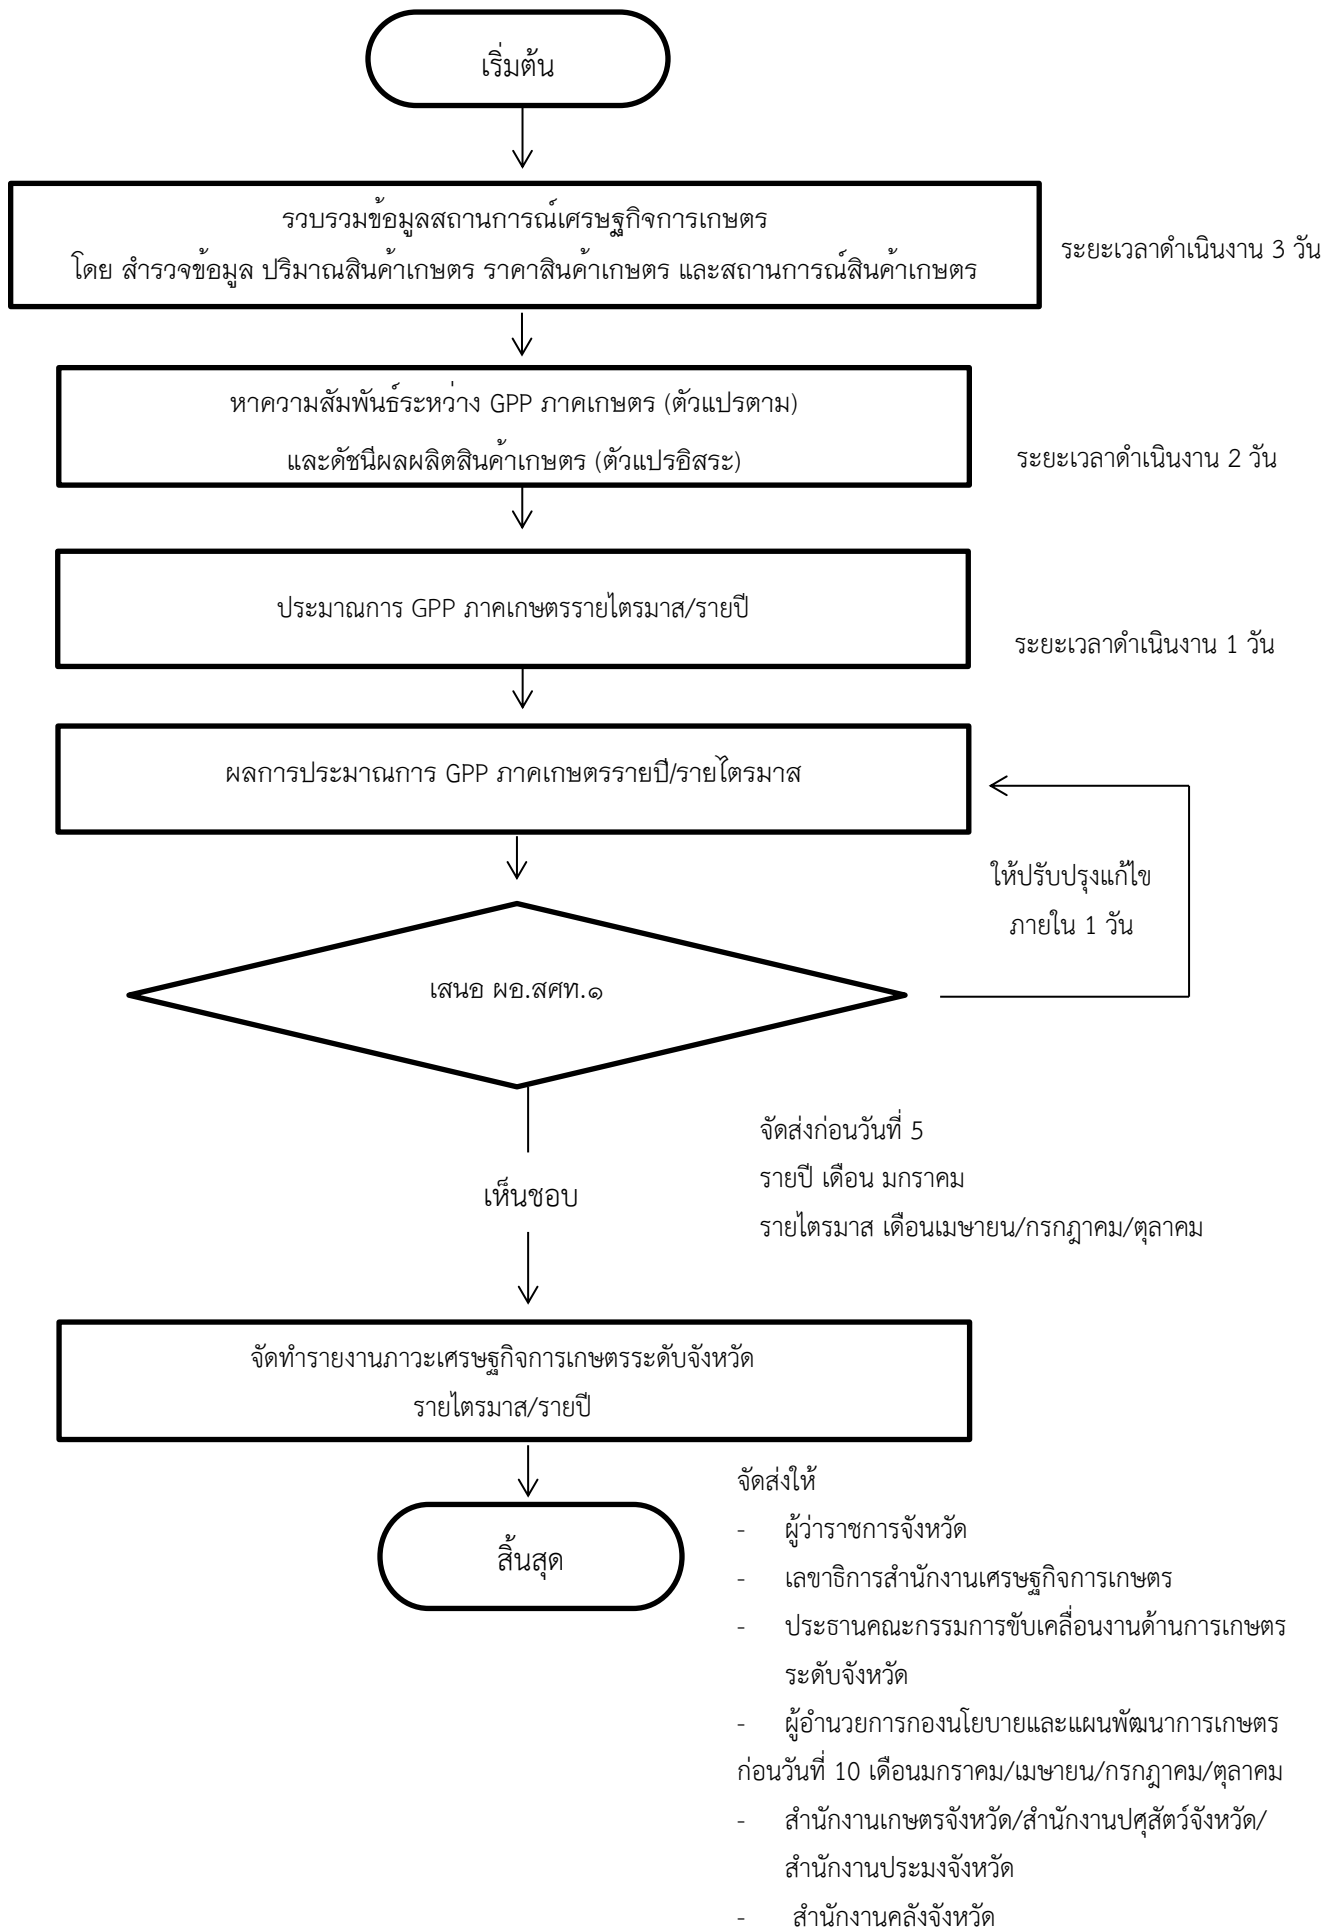 เริ่มต้น
รวบรวมข้อมูลสถานการณ์เศรษฐกิจการเกษตร
โดย สำรวจข้อมูล ปริมาณสินค้าเกษตร ราคาสินค้าเกษตร และสถานการณ์สินค้าเกษตร
ระยะเวลาดำเนินงาน 3 วัน
หาความสัมพันธ์ระหว่าง GPP ภาคเกษตร (ตัวแปรตาม)
และดัชนีผลผลิตสินค้าเกษตร (ตัวแปรอิสระ)
ระยะเวลาดำเนินงาน 2 วัน
ประมาณการ GPP ภาคเกษตรรายไตรมาส/รายปี
ระยะเวลาดำเนินงาน 1 วัน
ผลการประมาณการ GPP ภาคเกษตรรายปี/รายไตรมาส
ให้ปรับปรุงแก้ไข
ภายใน 1 วัน
เสนอ ผอ.สศท.๑
จัดส่งก่อนวันที่ 5
รายปี เดือน มกราคม
รายไตรมาส เดือนเมษายน/กรกฎาคม/ตุลาคม
เห็นชอบ
จัดทำรายงานภาวะเศรษฐกิจการเกษตรระดับจังหวัด
รายไตรมาส/รายปี
สิ้นสุด
จัดส่งให้
- ผู้ว่าราชการจังหวัด
- เลขาธิการสำนักงานเศรษฐกิจการเกษตร
- ประธานคณะกรรมการขับเคลื่อนงานด้านการเกษตร
ระดับจังหวัด
- ผู้อำนวยการกองนโยบายและแผนพัฒนาการเกษตร
ก่อนวันที่ 10 เดือนมกราคม/เมษายน/กรกฎาคม/ตุลาคม
- สำนักงานเกษตรจังหวัด/สำนักงานปศุสัตว์จังหวัด/
สำนักงานประมงจังหวัด
- สำนักงานคลังจังหวัด